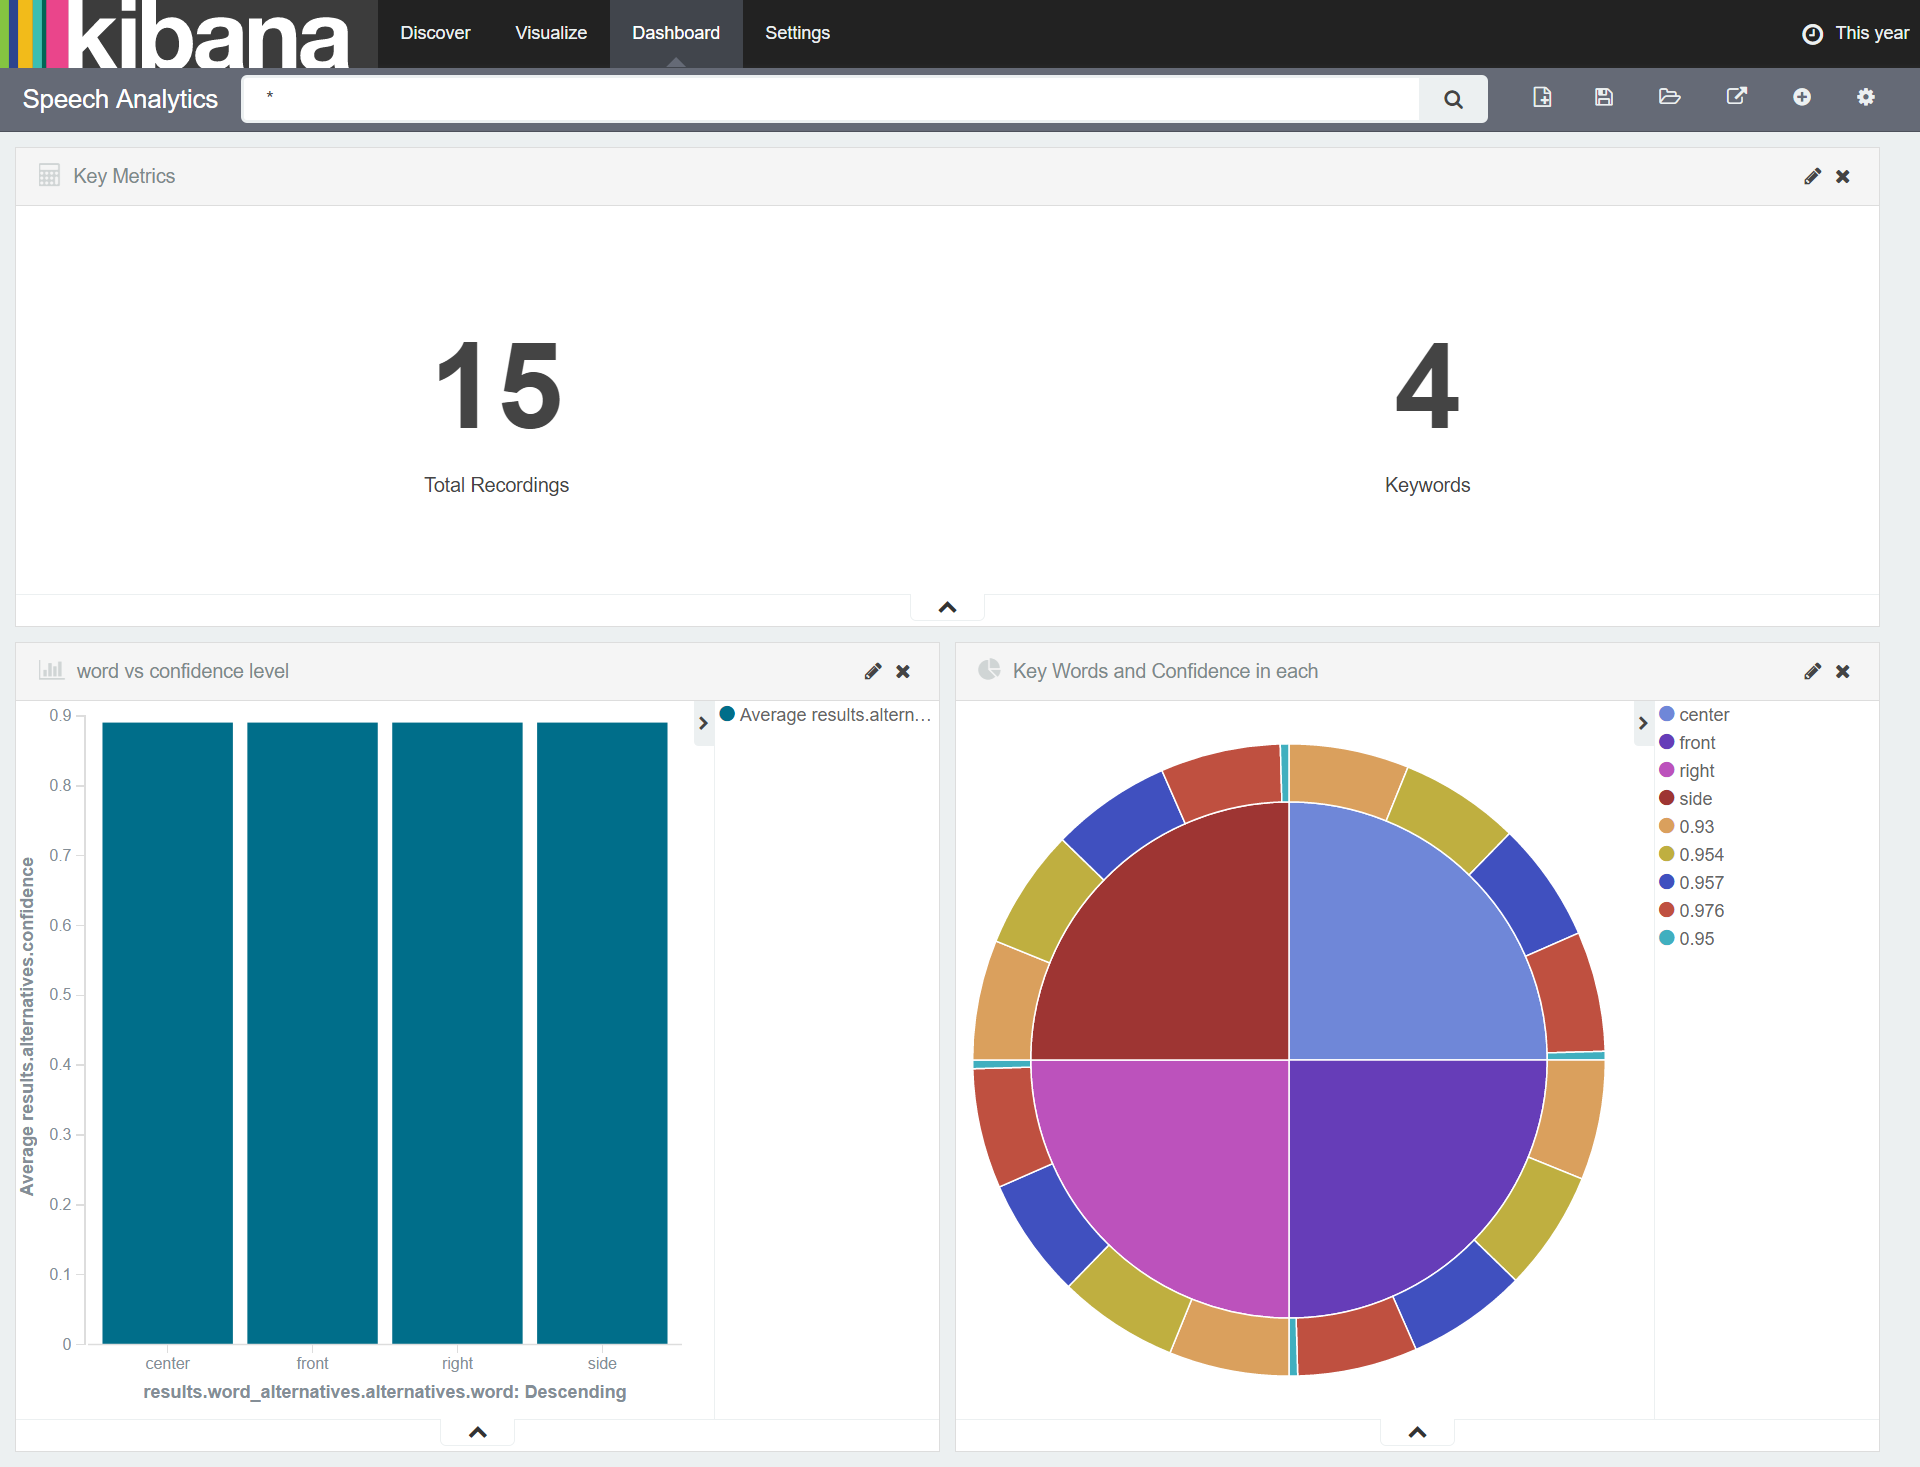 kibana Discover Visualize Dashboard Settings This year
Speech Analytics *
Key Metrics
15 4
Total Recordings Keywords
word vs confidence level
Average results.altern...
0.9
0.8
0.7
0.6
0.5
0.4
0.3
0.2
0.1
0
Average results.alternatives.confidence
center front right side
results.word_alternatives.alternatives.word: Descending
Key Words and Confidence in each
center
front
right
side
0.93
0.954
0.957
0.976
0.95